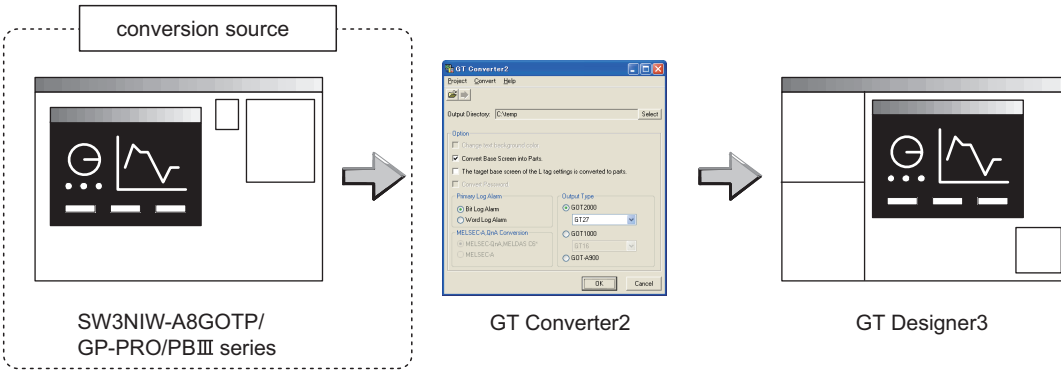 conversion source
SW3NIW-A8GOTP/
GP-PRO/PBⅢ series
GT Converter2
Project Convert Help
Output Directory: C:\temp Select
Option
Change text background color
Convert Base Screen into Parts.
The target base screen of the L tag settings is converted to parts.
Convert Password
Primary Log Alarm
Bit Log Alarm
Word Log Alarm
MELSEC-A,QnA Conversion
MELSEC-QnA,MELDAS C6*
MELSEC-A
Output Type
GOT2000
GT27
GOT1000
GT16
GOT-A900
OK Cancel
GT Converter2
GT Designer3